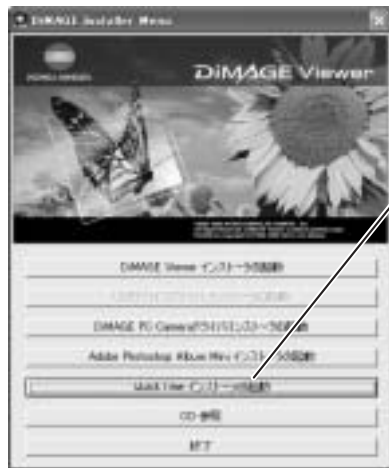 DiMAGE Installer Menu
KONICA MINOLTA
DiMAGE Viewer
DiMAGE Viewer インストーラの起動
DiMAGE PC Cameraドライバインストーラの起動
Adobe Photoshop Album Mini インストーラの起動
QuickTime インストーラの起動
CD 参照
終了